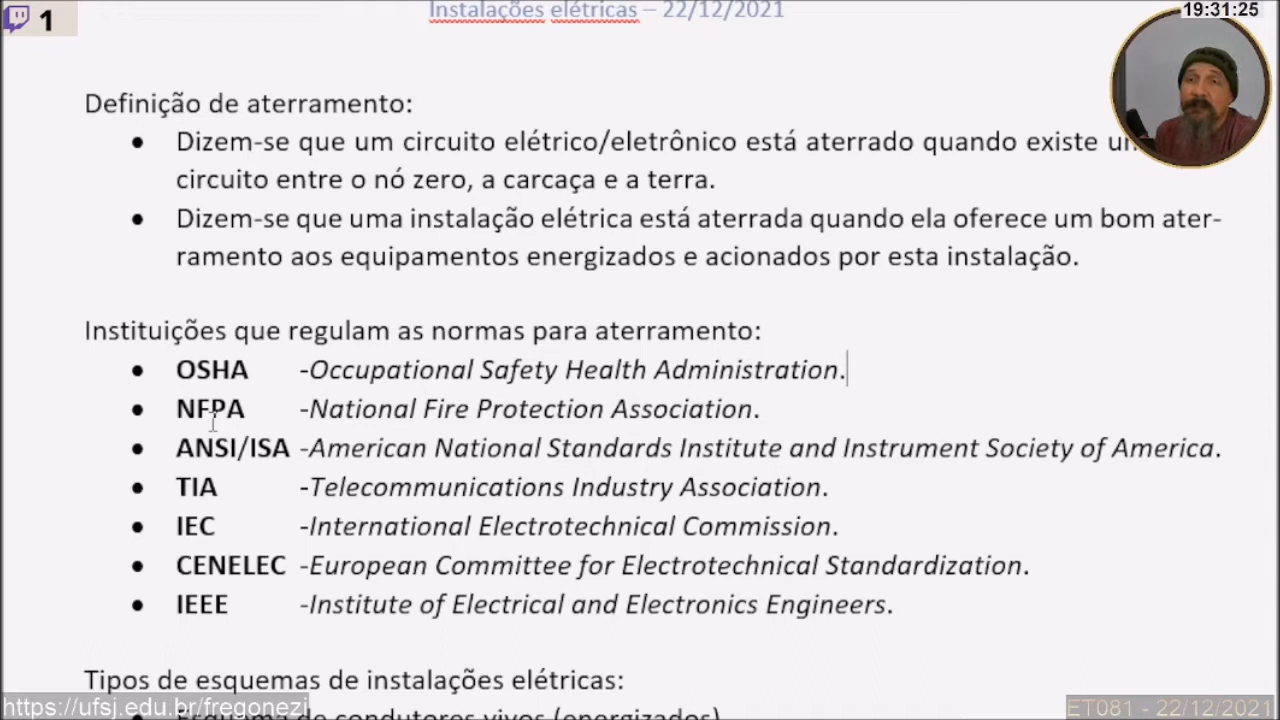 1
Instalações elétricas – 22/12/2021
19:31:25
Definição de aterramento:
• Dizem-se que um circuito elétrico/eletrônico está aterrado quando existe
circuito entre o nó zero, a carcaça e a terra.
• Dizem-se que uma instalação elétrica está aterrada quando ela oferece um bom ater-
ramento aos equipamentos energizados e acionados por esta instalação.
Instituições que regulam as normas para aterramento:
• OSHA -Occupational Safety Health Administration.
• NFPA -National Fire Protection Association.
• ANSI/ISA -American National Standards Institute and Instrument Society of America.
• TIA -Telecommunications Industry Association.
• IEC -International Electrotechnical Commission.
• CENELEC -European Committee for Electrotechnical Standardization.
• IEEE -Institute of Electrical and Electronics Engineers.
Tipos de esquemas de instalações elétricas:
• Esquema de condutores vivos (energizados)
https://ufsj.edu.br/fregonezi
ET081 - 22/12/2021